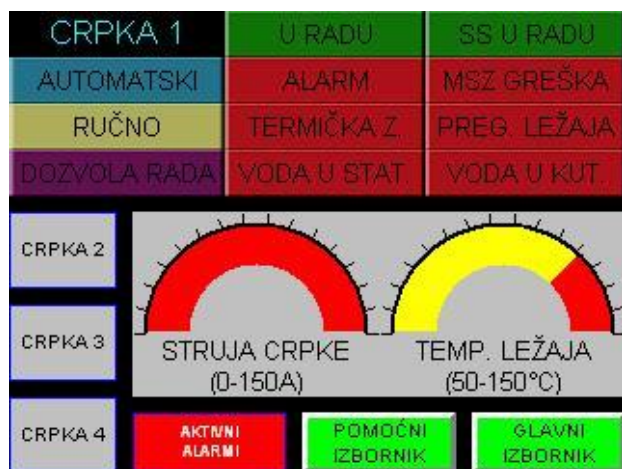 CRPKA 1
U RADU
SS U RADU
AUTOMATSKI
ALARM
MSZ GREŠKA
RUČNO
TERMIČKA Z.
PREG. LEŽAJA
DOZVOLA RADA
VODA U STAT.
VODA U KUT.
CRPKA 2
CRPKA 3
CRPKA 4
STRUJA CRPKE
(0-150A)
TEMP. LEŽAJA
(50-150°C)
AKTIVNI
ALARMI
POMOĆNI
IZBORNIK
GLAVNI
IZBORNIK